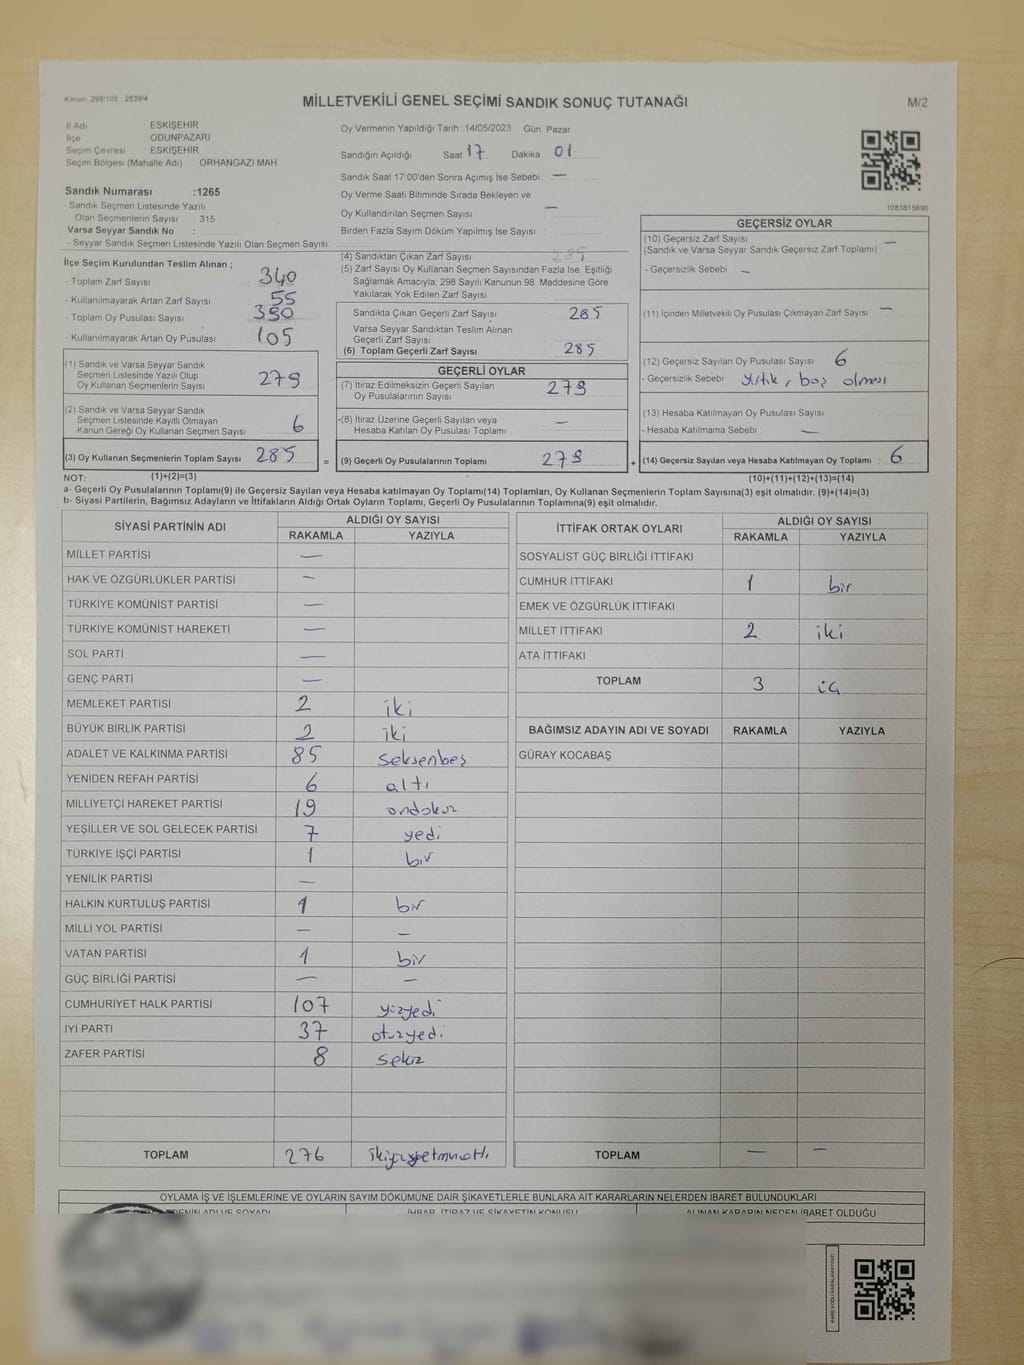 Kanun: 298/105 , 2839/4
MİLLETVEKİLİ GENEL SEÇİMİ SANDIK SONUÇ TUTANAĞI
M/2
İl Adı ESKİŞEHİR
İlçe ODUNPAZARI
Seçim Çevresi : ESKİŞEHİR
Seçim Bölgesi (Mahalle Adı) : ORHANGAZİ MAH
Sandık Numarası :1265
- Sandık Seçmen Listesinde Yazılı
Olan Seçmenlerin Sayısı : 315
Varsa Seyyar Sandık No :
- Seyyar Sandık Seçmen Listesinde Yazılı Olan Seçmen Sayısı:
Oy Vermenin Yapıldığı Tarih :14/05/2023 Gün: Pazar
Sandığın Açıldığı Saat 17 Dakika 01
Sandık Saat 17:00'den Sonra Açımış İse Sebebi : —
Oy Verme Saati Bitiminde Sırada Bekleyen ve
Oy Kullandırılan Seçmen Sayısı —
Birden Fazla Sayım Döküm Yapılmış İse Sayısı :
1083815696
İlçe Seçim Kurulundan Teslim Alınan ;
- Toplam Zarf Sayısı 340
- Kullanılmayarak Artan Zarf Sayısı 55
- Toplam Oy Pusulası Sayısı 350
- Kullanılmayarak Artan Oy Pusulası 105
(1) Sandık ve Varsa Seyyar Sandık
Seçmen Listesinde Yazılı Olup
Oy Kullanan Seçmenlerin Sayısı 279
(2) Sandık ve Varsa Seyyar Sandık
Seçmen Listesinde Kayıtlı Olmayan
Kanun Gereği Oy Kullanan Seçmen Sayısı 6
(3) Oy Kullanan Seçmenlerin Toplam Sayısı 285
(4) Sandıktan Çıkan Zarf Sayısı 285
(5) Zarf Sayısı Oy Kullanan Seçmen Sayısından Fazla İse, Eşitliği
Sağlamak Amacıyla; 298 Sayılı Kanunun 98. Maddesine Göre
Yakılarak Yok Edilen Zarf Sayısı
Sandıkta Çıkan Geçerli Zarf Sayısı 285
Varsa Seyyar Sandıktan Teslim Alınan
Geçerli Zarf Sayısı
(6) Toplam Geçerli Zarf Sayısı 285
GEÇERLİ OYLAR
(7) İtiraz Edilmeksizin Geçerli Sayılan
Oy Pusulalarının Sayısı 279
(8) İtiraz Üzerine Geçerli Sayılan veya
Hesaba Katılan Oy Pusulası Toplamı —
= (9) Geçerli Oy Pusulalarının Toplamı 279
GEÇERSİZ OYLAR
(10) Geçersiz Zarf Sayısı
(Sandık ve Varsa Seyyar Sandık Geçersiz Zarf Toplamı) —
- Geçersizlik Sebebi : —
(11) İçinden Milletvekili Oy Pusulası Çıkmayan Zarf Sayısı —
(12) Geçersiz Sayılan Oy Pusulası Sayısı 6
- Geçersizlik Sebebi : yırtık, boş olması
(13) Hesaba Katılmayan Oy Pusulası Sayısı
- Hesaba Katılmama Sebebi : —
+ (14) Geçersiz Sayılan veya Hesaba Katılmayan Oy Toplamı : 6
NOT: (1)+(2)=(3) (10)+(11)+(12)+(13)=(14)
a- Geçerli Oy Pusulalarının Toplamı(9) ile Geçersiz Sayılan veya Hesaba katılmayan Oy Toplamı(14) Toplamları, Oy Kullanan Seçmenlerin Toplam Sayısına(3) eşit olmalıdır. (9)+(14)=(3)
b- Siyasi Partilerin, Bağımsız Adayların ve İttifakların Aldığı Ortak Oyların Toplamı, Geçerli Oy Pusulalarının Toplamına(9) eşit olmalıdır.
SİYASİ PARTİNİN ADI ALDIĞI OY SAYISI
RAKAMLA YAZIYLA
MİLLET PARTİSİ —
HAK VE ÖZGÜRLÜKLER PARTİSİ —
TÜRKİYE KOMÜNİST PARTİSİ —
TÜRKİYE KOMÜNİST HAREKETİ —
SOL PARTİ —
GENÇ PARTİ —
MEMLEKET PARTİSİ 2 iki
BÜYÜK BİRLİK PARTİSİ 2 iki
ADALET VE KALKINMA PARTİSİ 85 seksenbeş
YENİDEN REFAH PARTİSİ 6 altı
MİLLİYETÇİ HAREKET PARTİSİ 19 ondokuz
YEŞİLLER VE SOL GELECEK PARTİSİ 7 yedi
TÜRKİYE İŞÇİ PARTİSİ 1 bir
YENİLİK PARTİSİ —
HALKIN KURTULUŞ PARTİSİ 1 bir
MİLLİ YOL PARTİSİ — —
VATAN PARTİSİ 1 bir
GÜÇ BİRLİĞİ PARTİSİ — —
CUMHURİYET HALK PARTİSİ 107 yüzyedi
İYİ PARTİ 37 otuzyedi
ZAFER PARTİSİ 8 sekiz
TOPLAM 276 ikiyüzyetmişaltı
İTTİFAK ORTAK OYLARI ALDIĞI OY SAYISI
RAKAMLA YAZIYLA
SOSYALİST GÜÇ BİRLİĞİ İTTİFAKI
CUMHUR İTTİFAKI 1 bir
EMEK VE ÖZGÜRLÜK İTTİFAKI
MİLLET İTTİFAKI 2 iki
ATA İTTİFAKI
TOPLAM 3 üç
BAĞIMSIZ ADAYIN ADI VE SOYADI RAKAMLA YAZIYLA
GÜRAY KOCABAŞ
TOPLAM — —
OYLAMA İŞ VE İŞLEMLERİNE VE OYLARIN SAYIM DÖKÜMÜNE DAİR ŞİKAYETLERLE BUNLARA AİT KARARLARIN NELERDEN İBARET BULUNDUKLARI
DENİN ADI VE SOYADI İHBAR, İTİRAZ VE ŞİKAYETİN KONUSU ALINAN KARARIN NEDEN İBARET OLDUĞU